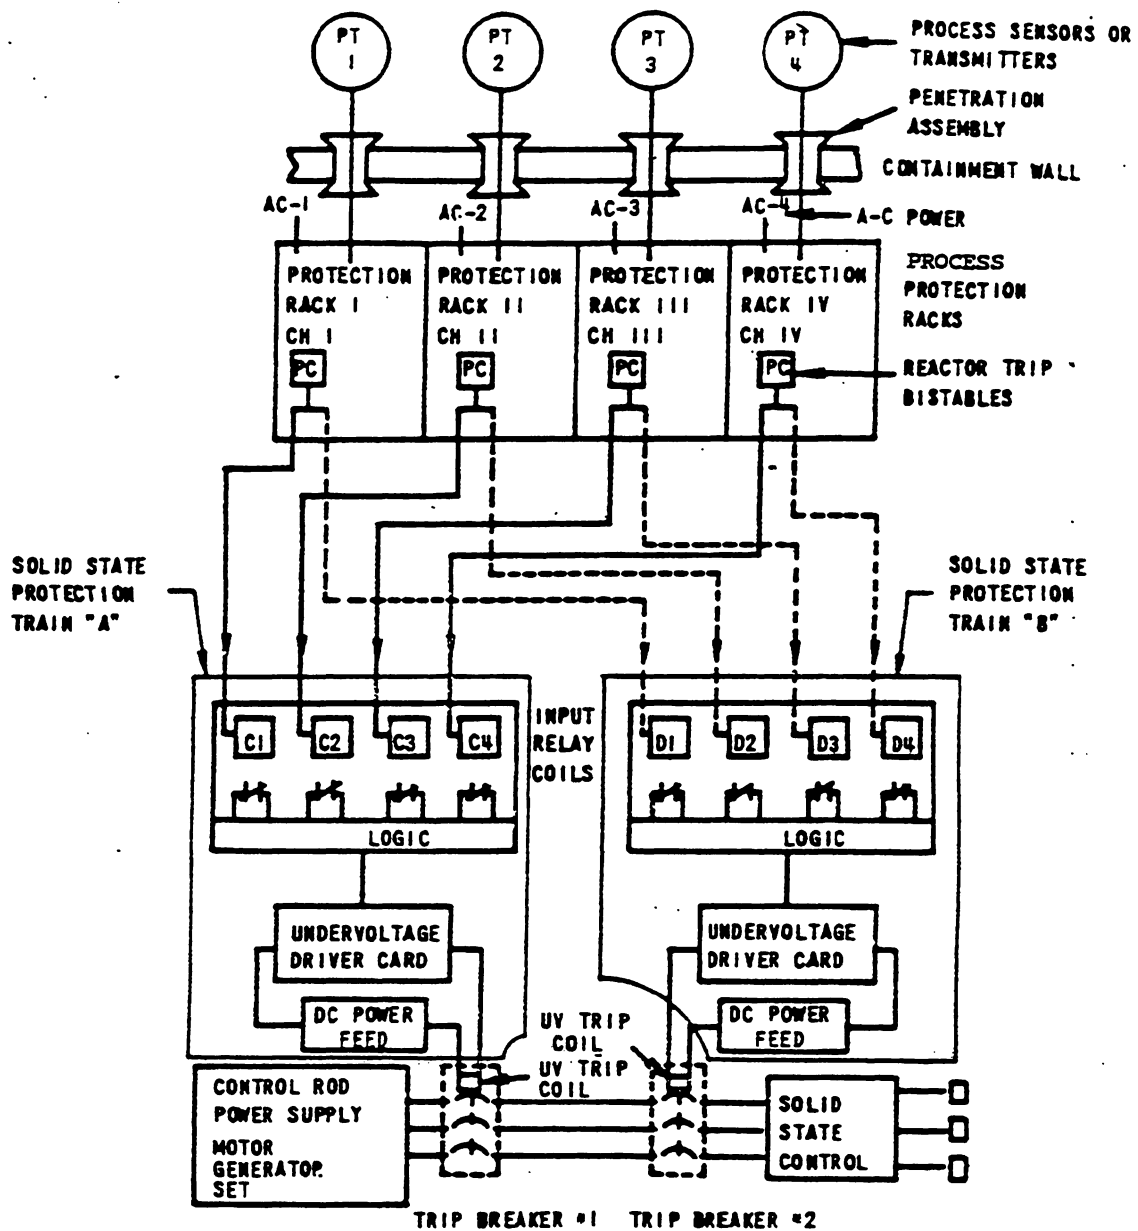 PT 1
PT 2
PT 3
PT 4
PROCESS SENSORS OR
TRANSMITTERS
PENETRATION
ASSEMBLY
CONTAINMENT WALL
AC-1
AC-2
AC-3
AC-4
A-C POWER
PROTECTION
RACK I
CH I
PC
PROTECTION
RACK II
CH II
PC
PROTECTION
RACK III
CH III
PC
PROTECTION
RACK IV
CH IV
PC
PROCESS
PROTECTION
RACKS
REACTOR TRIP
BISTABLES
SOLID STATE
PROTECTION
TRAIN "A"
SOLID STATE
PROTECTION
TRAIN "B"
C1
C2
C3
C4
INPUT
RELAY
COILS
D1
D2
D3
D4
LOGIC
LOGIC
UNDERVOLTAGE
DRIVER CARD
UNDERVOLTAGE
DRIVER CARD
DC POWER
FEED
DC POWER
FEED
UV TRIP
COIL
UV TRIP
COIL
CONTROL ROD
POWER SUPPLY
MOTOR
GENERATOR
SET
SOLID
STATE
CONTROL
TRIP BREAKER #1
TRIP BREAKER #2